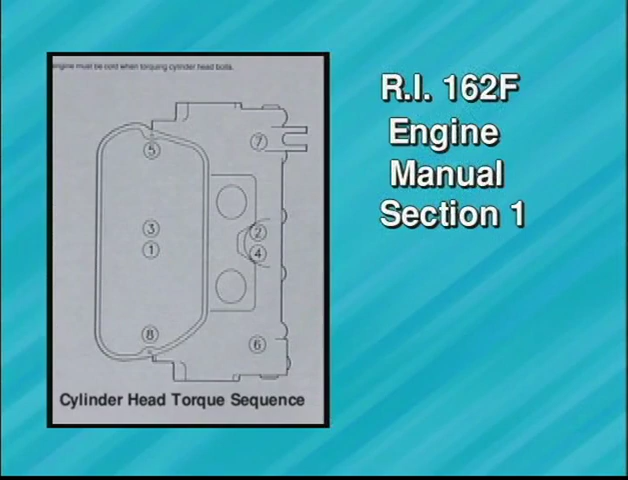 engine must be cold when torquing cylinder head bolts.
5
7
3
1
2
4
8
6
Cylinder Head Torque Sequence
R.I. 162F
Engine
Manual
Section 1